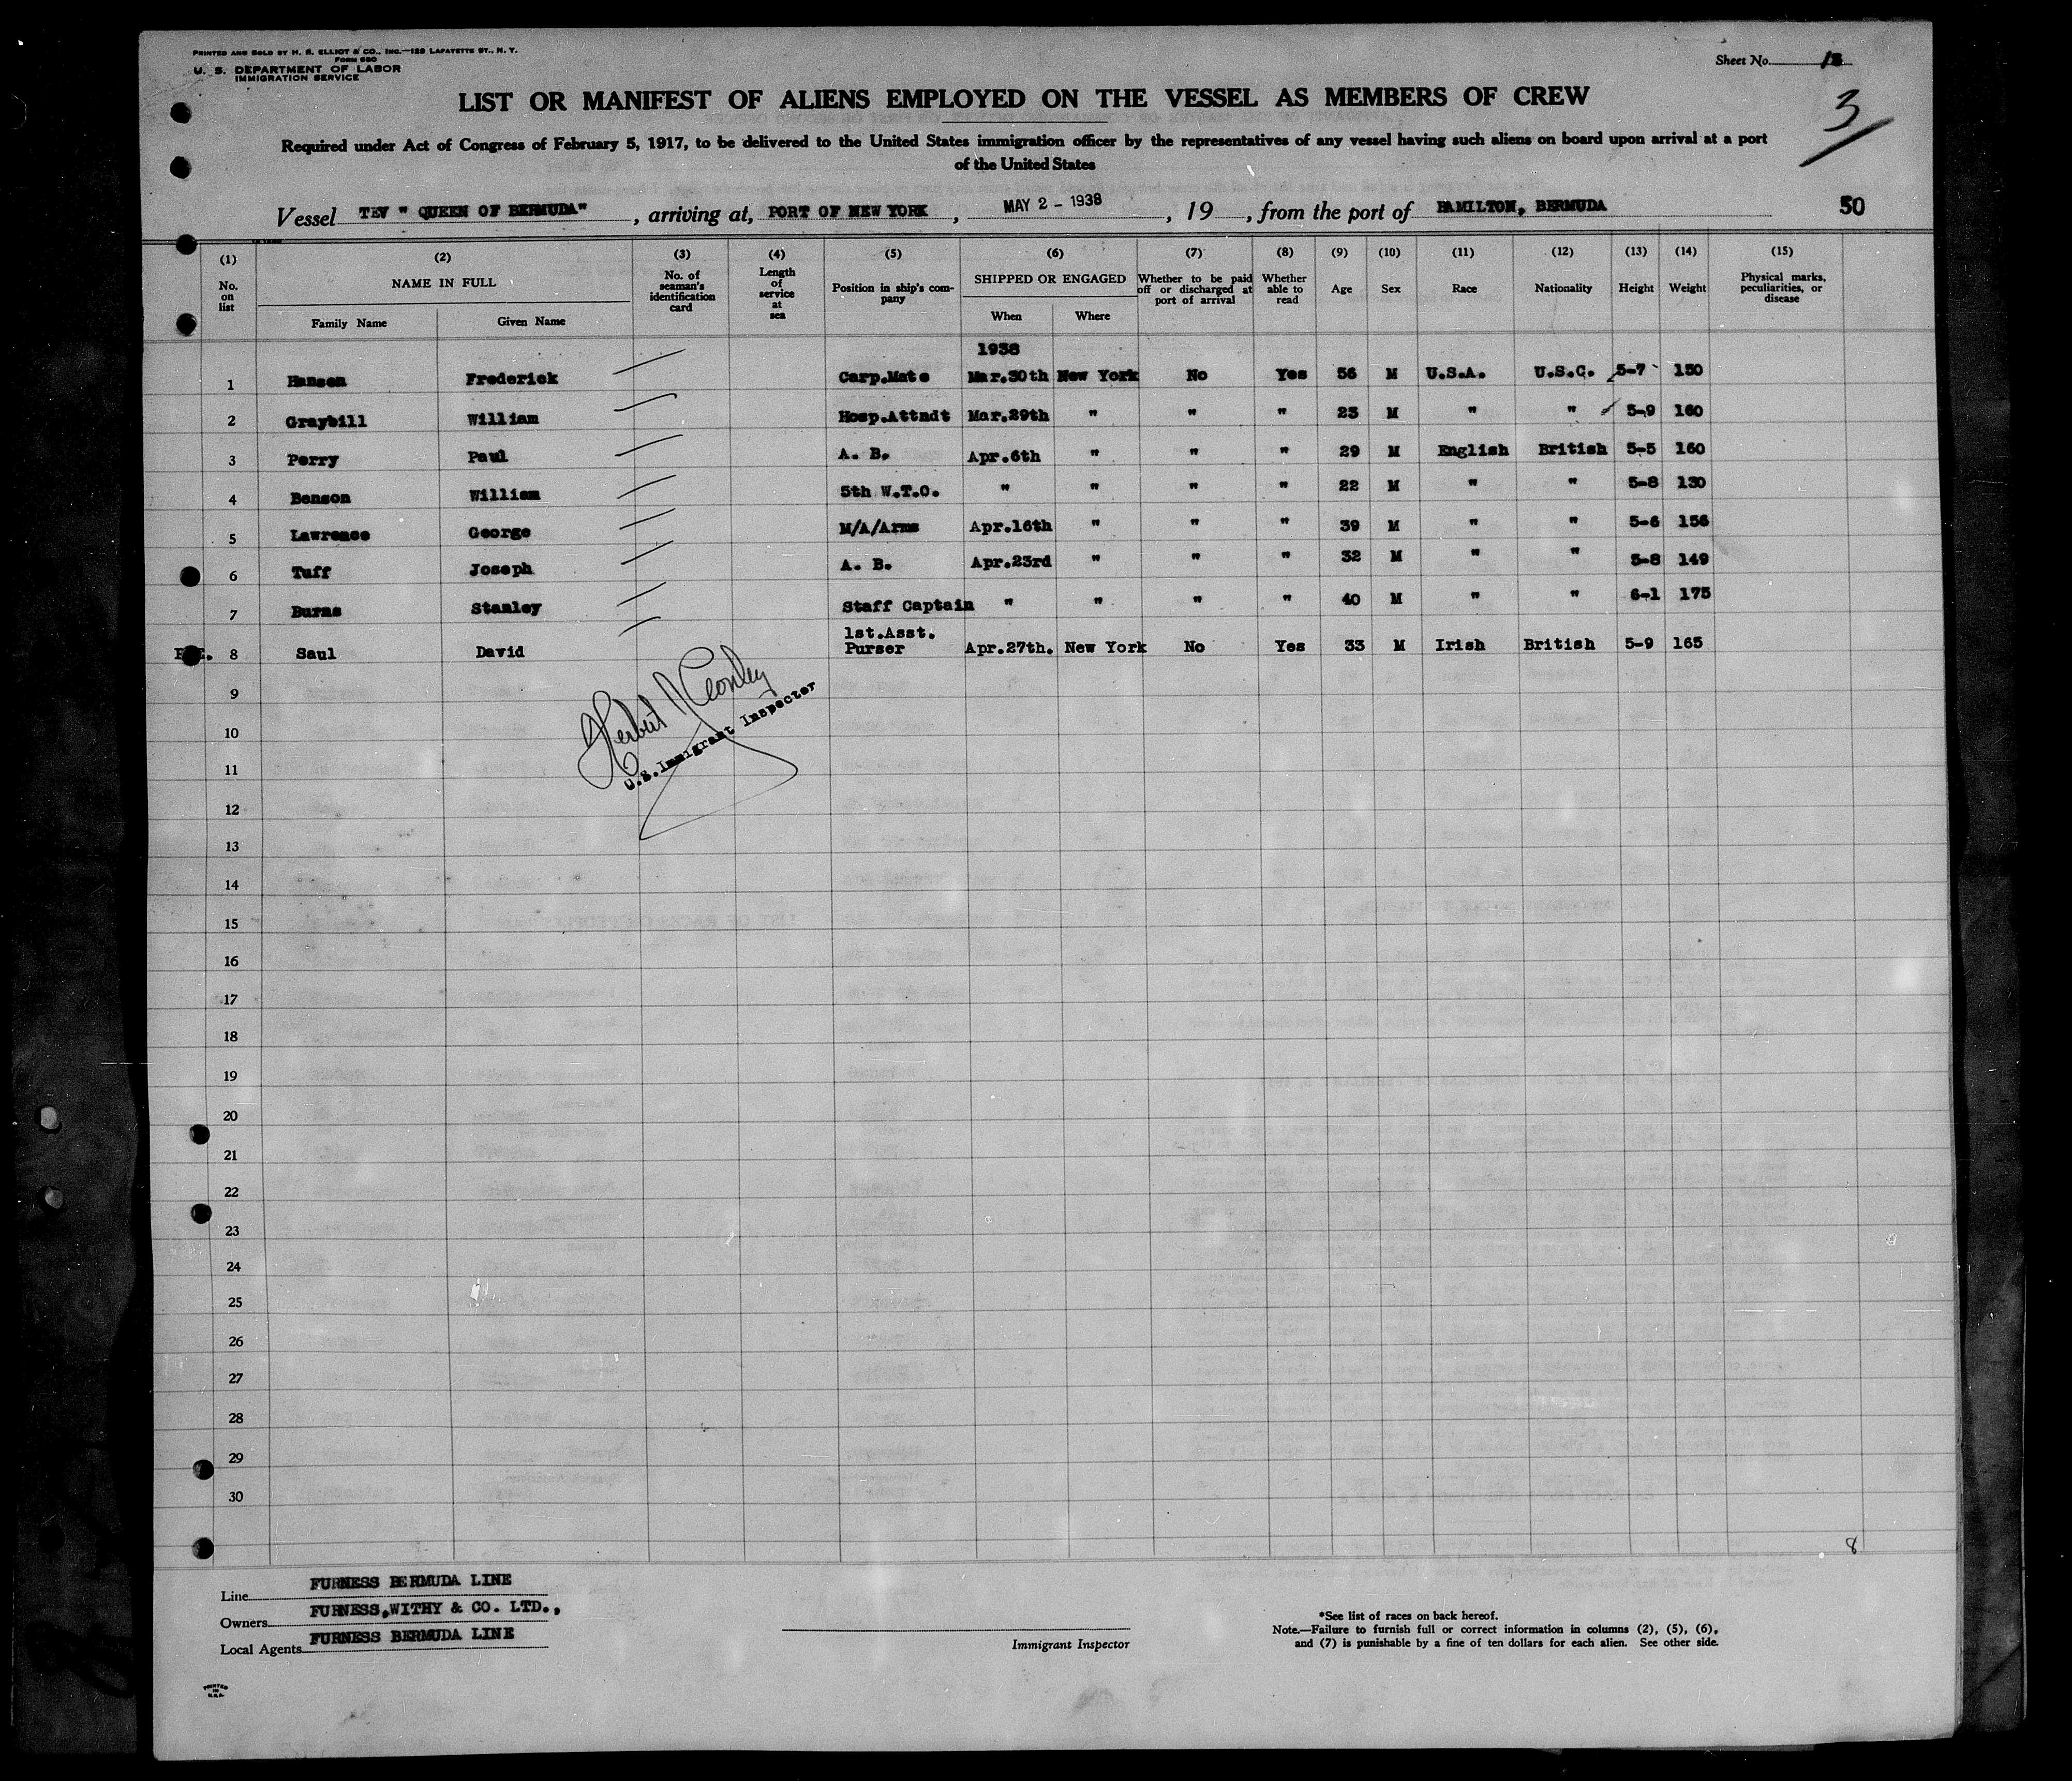 PRINTED AND SOLD BY H. R. ELLIOT & CO., INC.—129 LAFAYETTE ST., N. Y.
FORM 680
U. S. DEPARTMENT OF LABOR
IMMIGRATION SERVICE
Sheet No.
3
LIST OR MANIFEST OF ALIENS EMPLOYED ON THE VESSEL AS MEMBERS OF CREW
Required under Act of Congress of February 5, 1917, to be delivered to the United States immigration officer by the representatives of any vessel having such aliens on board upon arrival at a port
of the United States
Vessel TEV " QUEEN OF BERMUDA" , arriving at, PORT OF NEW YORK , MAY 2 - 1938 , 19 , from the port of HAMILTON, BERMUDA 50
(1) (2) (3) (4) (5) (6) (7) (8) (9) (10) (11) (12) (13) (14) (15)
No. on list NAME IN FULL Family Name Given Name No. of seaman's identification card Length of service at sea Position in ship's company SHIPPED OR ENGAGED When Where Whether to be paid off or discharged at port of arrival Whether able to read Age Sex Race Nationality Height Weight Physical marks, peculiarities, or disease
1938
1 Hansen Frederick Carp.Mate Mar.30th New York No Yes 56 M U.S.A. U.S.C. 5-7 150
2 Graybill William Hosp.Attndt Mar.29th " " " 23 M " " 5-9 160
3 Perry Paul A. B. Apr.6th " " " 29 M English British 5-5 160
4 Benson William 5th W.T.O. " " " " 22 M " " 5-8 130
5 Lawrence George M/A/Arms Apr.16th " " " 39 M " " 5-6 156
6 Tuff Joseph A. B. Apr.23rd " " " 32 M " " 5-8 149
7 Burns Stanley Staff Captain " " " " 40 M " " 6-1 175
8 Saul David 1st.Asst. Purser Apr.27th. New York No Yes 33 M Irish British 5-9 165
9
Herbert
U.S.Immigrant Inspector
10
11
12
13
14
15
16
17
18
19
20
21
22
23
24
25
26
27
28
29
30
8
Line FURNESS BERMUDA LINE
Owners FURNESS,WITHY & CO. LTD.,
Local Agents FURNESS BERMUDA LINE
Immigrant Inspector
*See list of races on back hereof.
Note.—Failure to furnish full or correct information in columns (2), (5), (6),
and (7) is punishable by a fine of ten dollars for each alien. See other side.
PRINTED
IN
U.S.A.